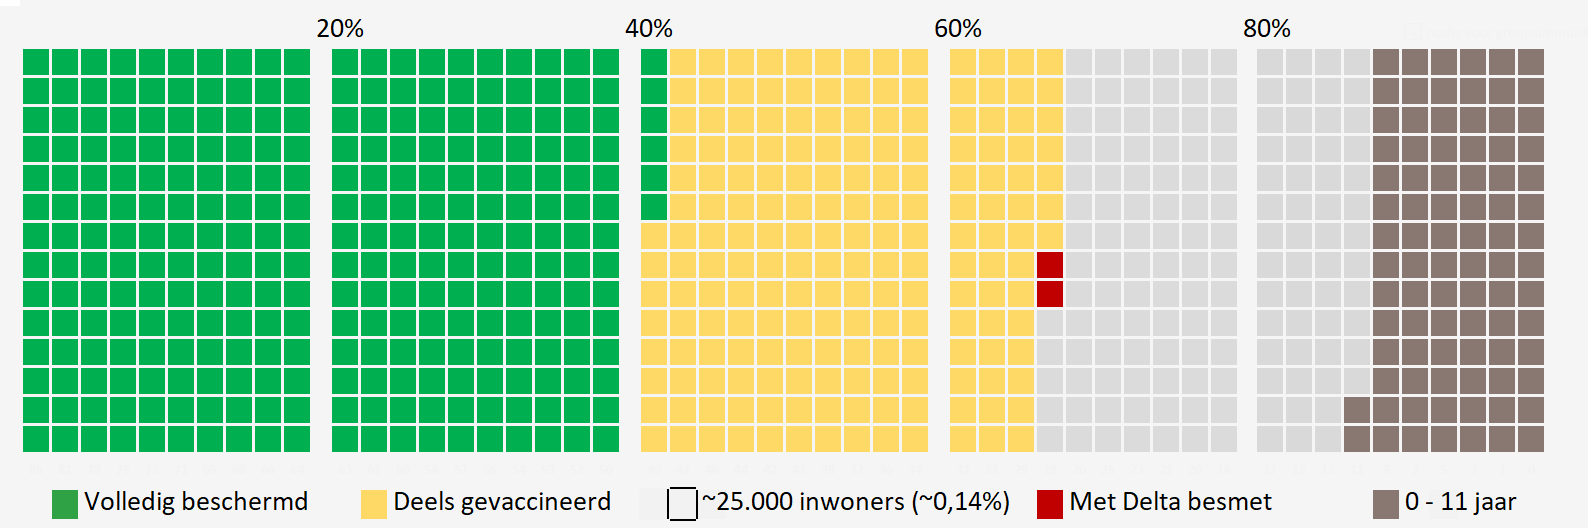 20% 40% 60% 80%
Volledig beschermd Deels gevaccineerd ~25.000 inwoners (~0,14%) Met Delta besmet 0 - 11 jaar